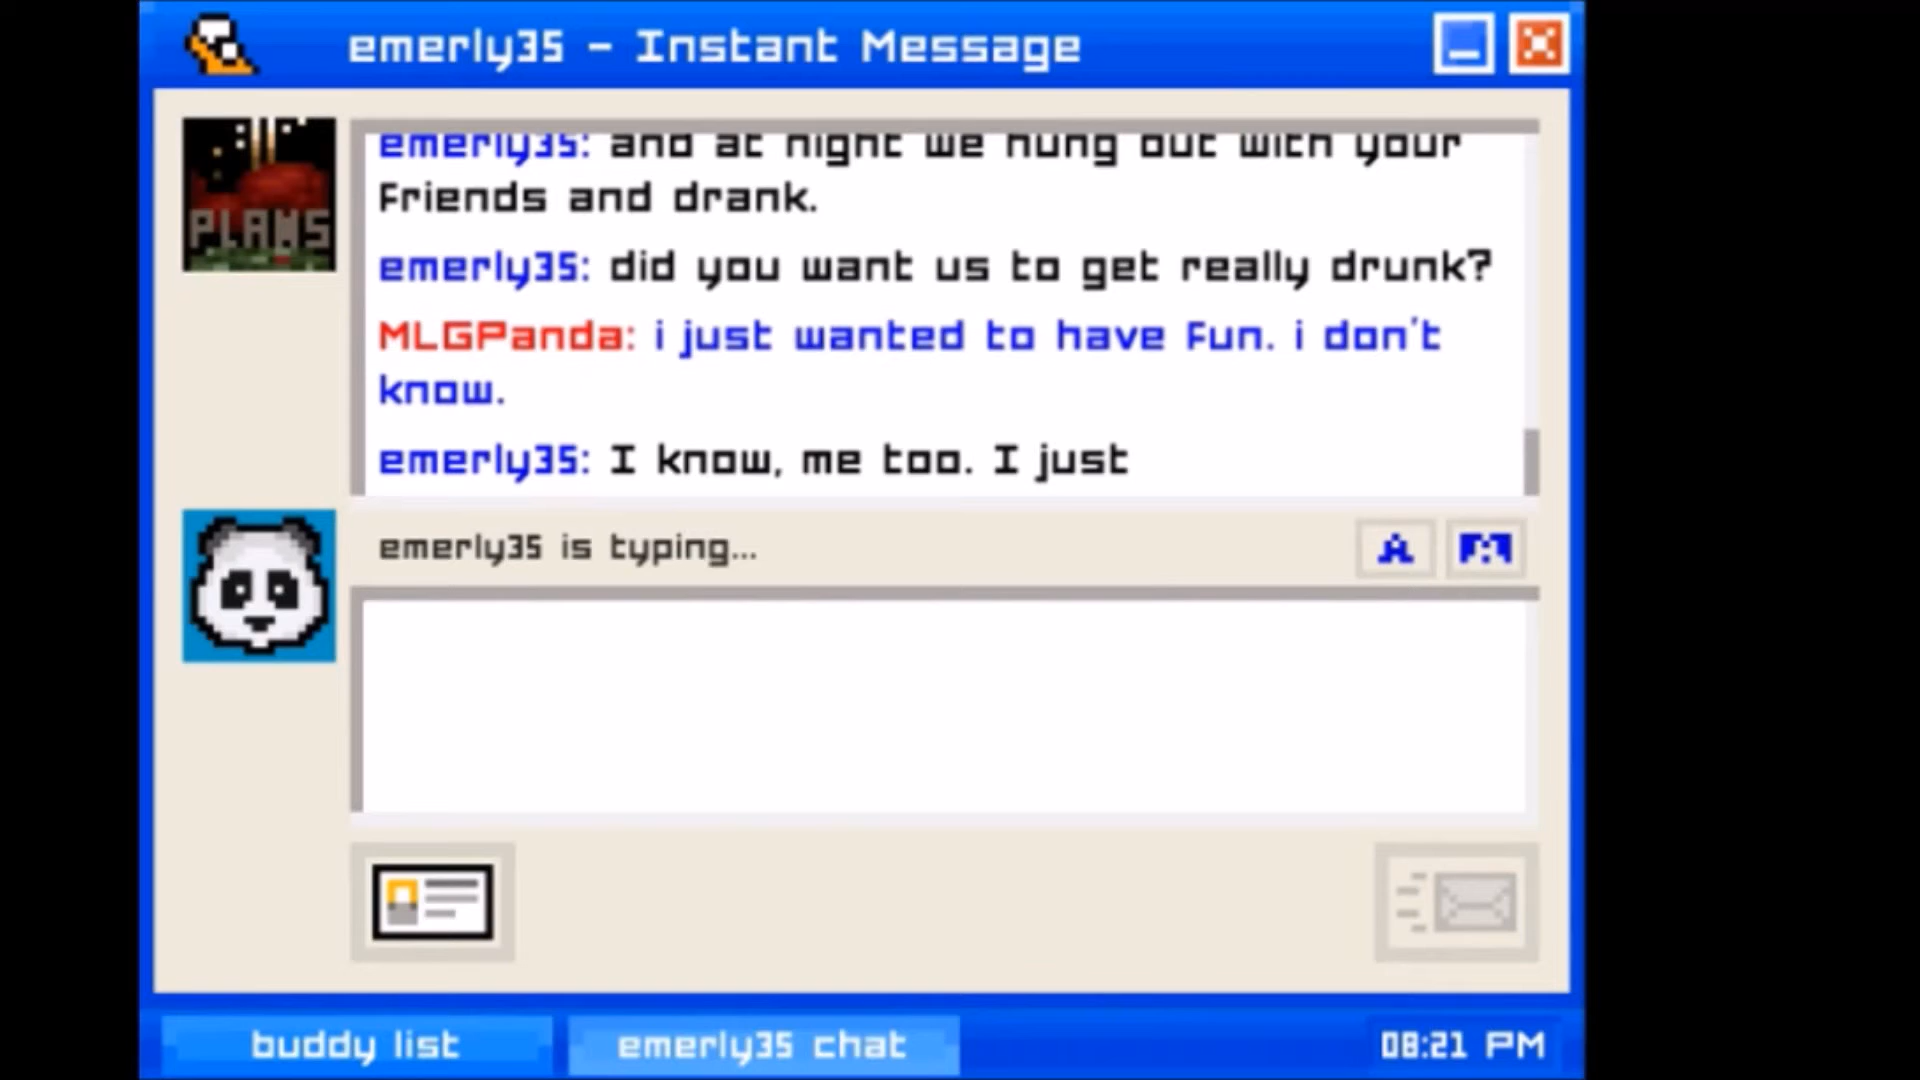 emerly35 - Instant Message
PLANS
emerly35: and at night we hung out with your
friends and drank.
emerly35: did you want us to get really drunk?
MLGPanda: i just wanted to have fun. i don't
know.
emerly35: I know, me too. I just
emerly35 is typing...
A
buddy list
emerly35 chat
08:21 PM